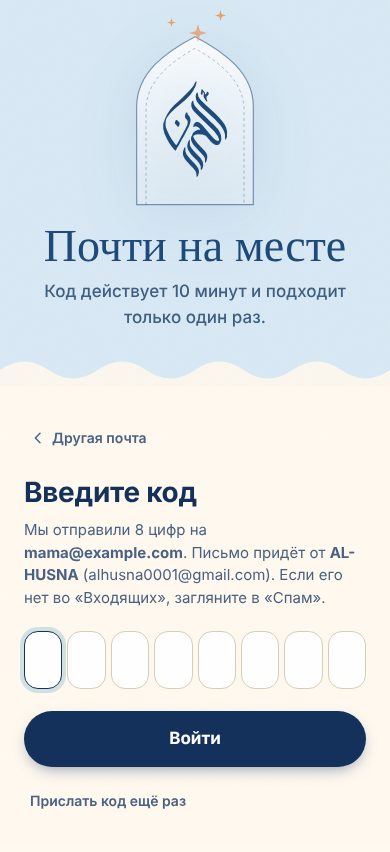 Почти на месте
Код действует 10 минут и подходит
только один раз.
Другая почта
Введите код
Мы отправили 8 цифр на
mama@example.com. Письмо придёт от AL-
HUSNA (alhusna0001@gmail.com). Если его
нет во «Входящих», загляните в «Спам».
Войти
Прислать код ещё раз